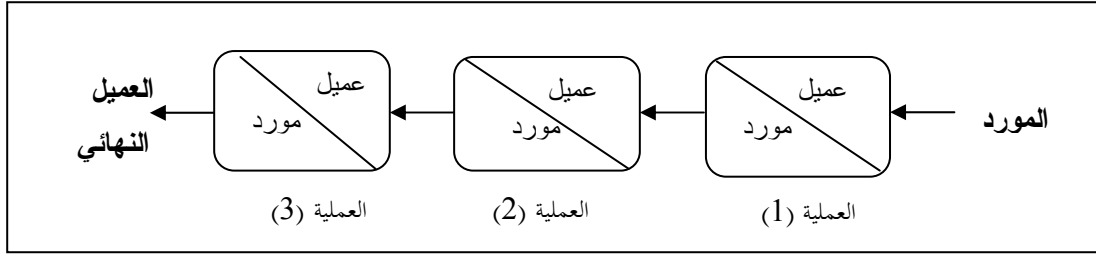 المورد
عميل
مورد
العملية (1)
عميل
مورد
العملية (2)
عميل
مورد
العملية (3)
العميل
النهائي